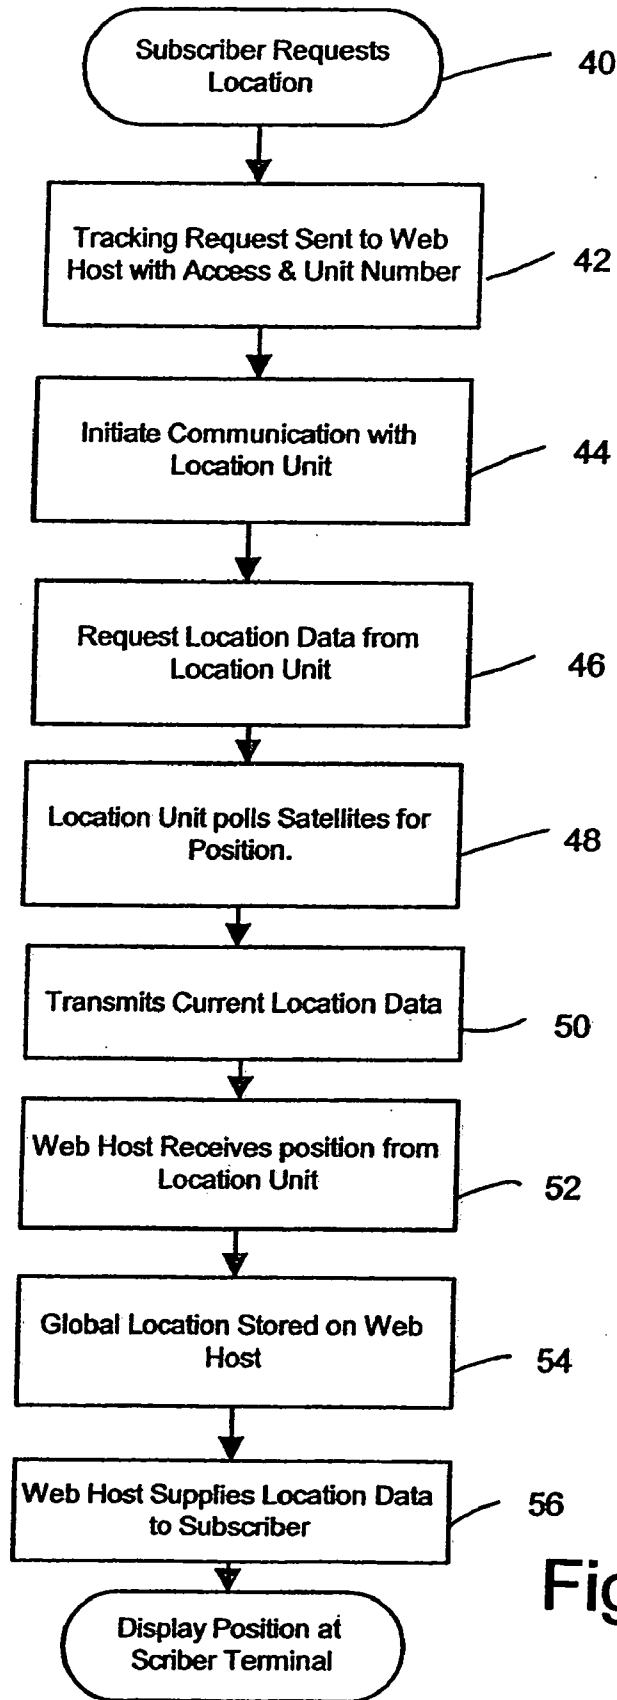 Subscriber Requests
Location
40
Tracking Request Sent to Web
Host with Access & Unit Number
42
Initiate Communication with
Location Unit
44
Request Location Data from
Location Unit
46
Location Unit polls Satellites for
Position.
48
Transmits Current Location Data
50
Web Host Receives position from
Location Unit
52
Global Location Stored on Web
Host
54
Web Host Supplies Location Data
to Subscriber
56
Display Position at
Scriber Terminal
Fig